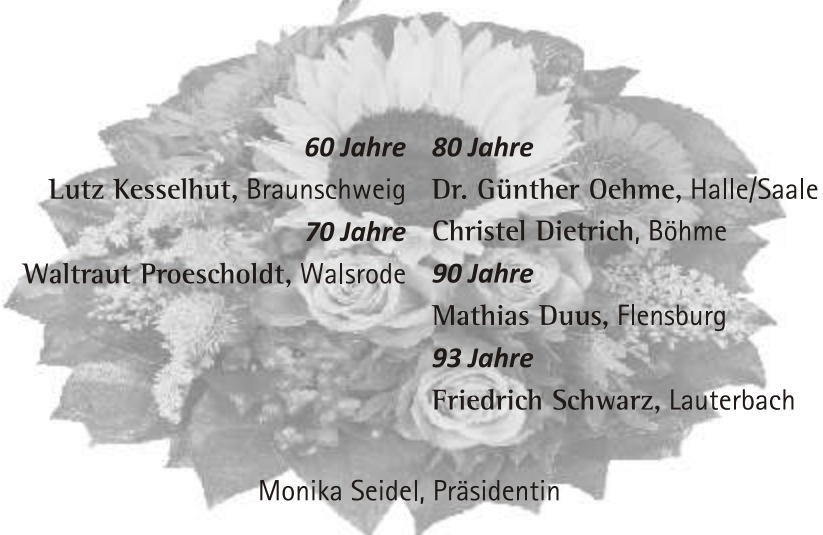 60 Jahre
Lutz Kesselhut, Braunschweig
70 Jahre
Waltraut Proescholdt, Walsrode
80 Jahre
Dr. Günther Oehme, Halle/Saale
Christel Dietrich, Böhme
90 Jahre
Mathias Duus, Flensburg
93 Jahre
Friedrich Schwarz, Lauterbach
Monika Seidel, Präsidentin